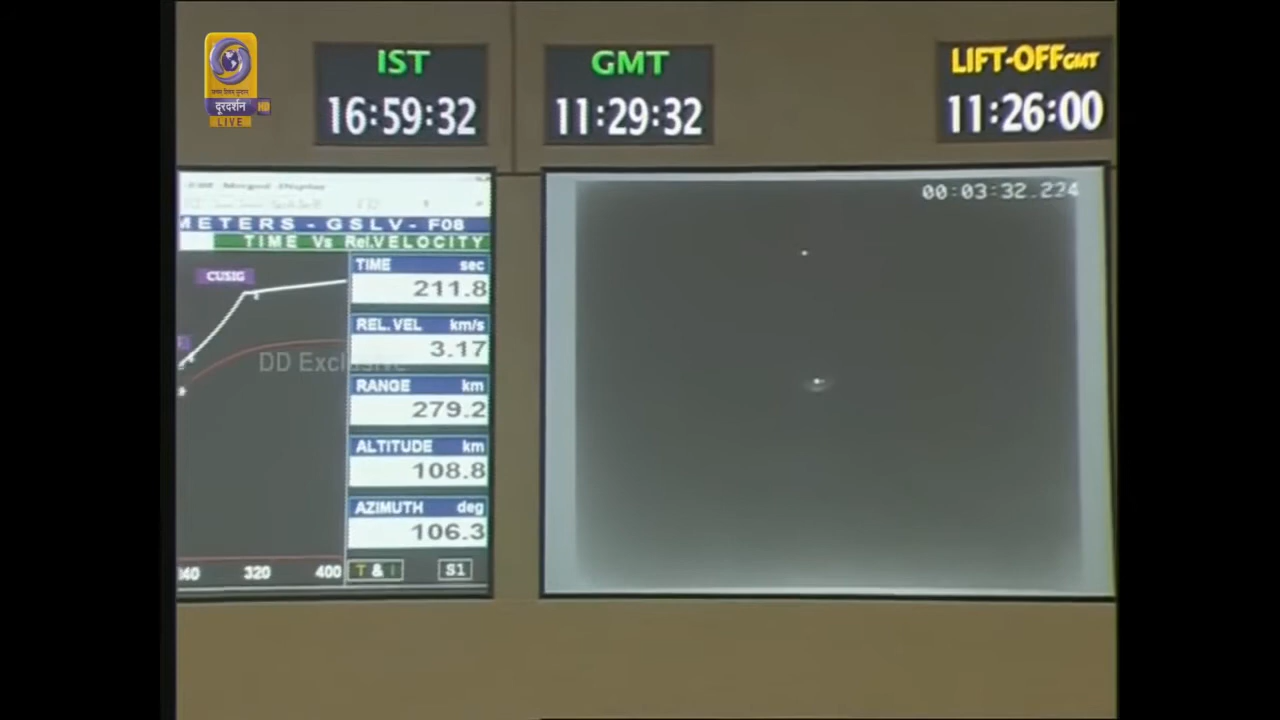 दूरदर्शन HD
LIVE
IST
16:59:32
GMT
11:29:32
LIFT-OFF GMT
11:26:00
METERS - GSLV - F08
TIME Vs Rel.VELOCITY
CUSIG
DD Exclusive
TIME sec
211.8
REL.VEL km/s
3.17
RANGE km
279.2
ALTITUDE km
108.8
AZIMUTH deg
106.3
320 400 T & I S1
00:03:32.224